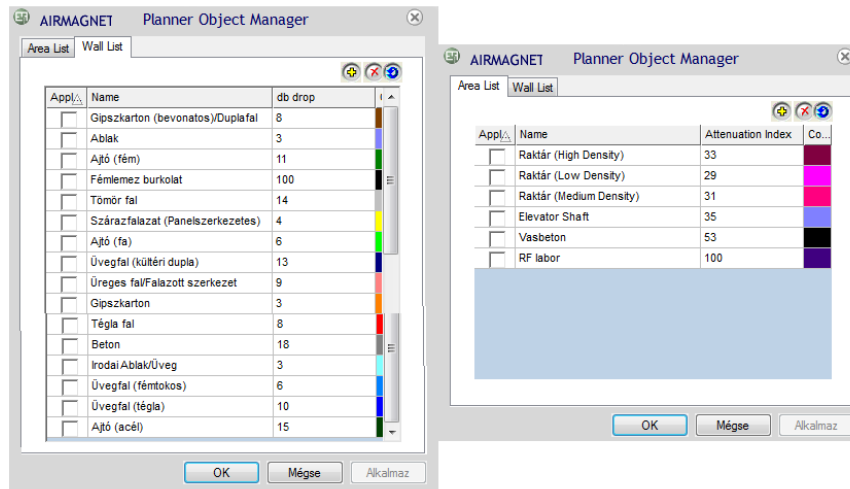 AIRMAGNET Planner Object Manager
Area List Wall List
Appl Name db drop
Gipszkarton (bevonatos)/Duplafal 8
Ablak 3
Ajtó (fém) 11
Fémlemez burkolat 100
Tömör fal 14
Szárazfalazat (Panelszerkezetes) 4
Ajtó (fa) 6
Üvegfal (kültéri dupla) 13
Üreges fal/Falazott szerkezet 9
Gipszkarton 3
Tégla fal 8
Beton 18
Irodai Ablak/Üveg 3
Üvegfal (fémtokos) 6
Üvegfal (tégla) 10
Ajtó (acél) 15
OK Mégse Alkalmaz
AIRMAGNET Planner Object Manager
Area List Wall List
Appl Name Attenuation Index Co...
Raktár (High Density) 33
Raktár (Low Density) 29
Raktár (Medium Density) 31
Elevator Shaft 35
Vasbeton 53
RF labor 100
OK Mégse Alkalmaz